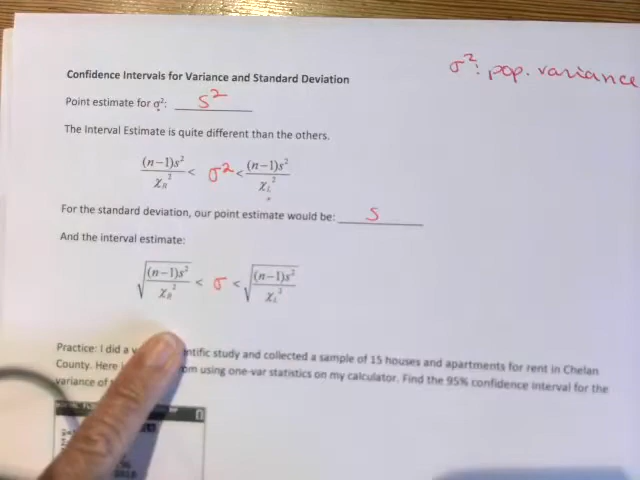 σ²: pop. variance
Confidence Intervals for Variance and Standard Deviation
Point estimate for σ²: s²
The Interval Estimate is quite different than the others.
(n−1)s²/χ_R² < σ² < (n−1)s²/χ_L²
For the standard deviation, our point estimate would be: s
And the interval estimate:
√((n−1)s²/χ_R²) < σ < √((n−1)s²/χ_L²)
Practice: I did a study and collected a sample of 15 houses and apartments for rent in Chelan
County. Here using one-var statistics on my calculator. Find the 95% confidence interval for the
variance of